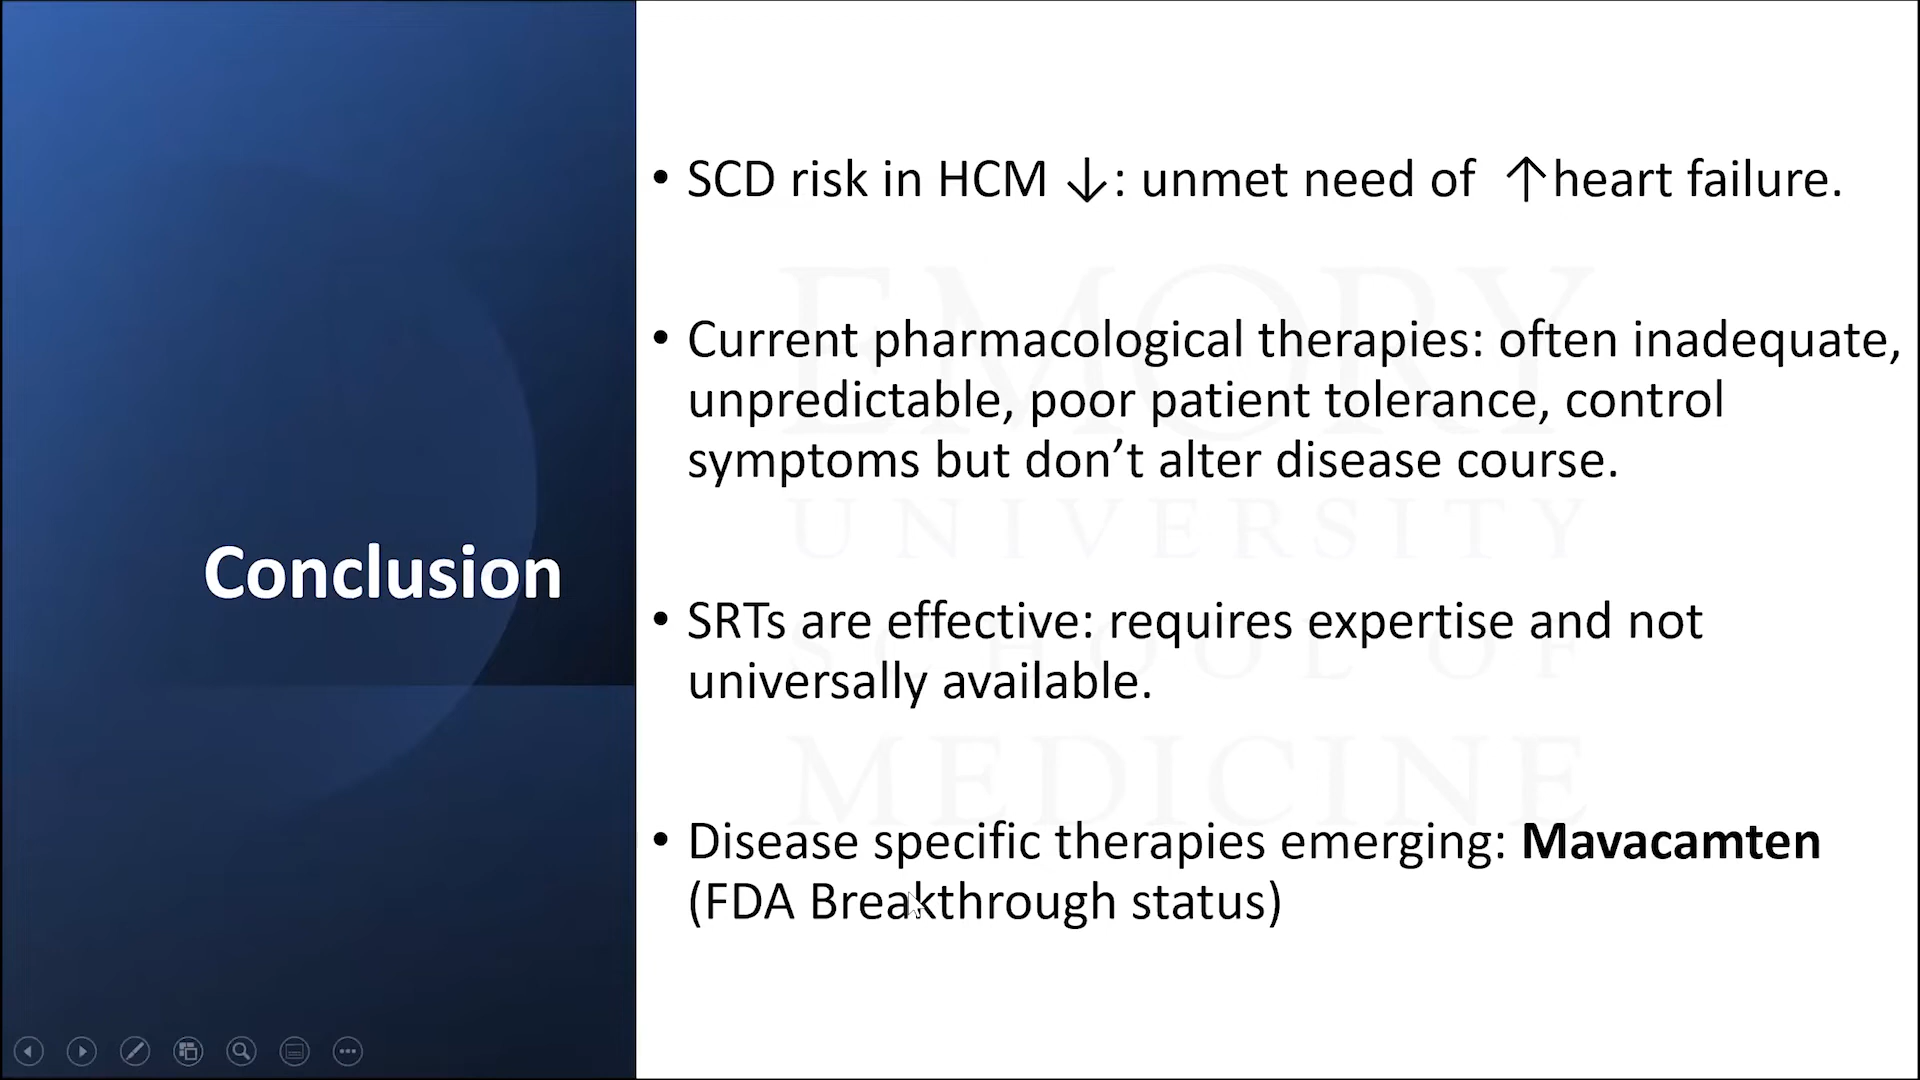 Conclusion
• SCD risk in HCM ↓: unmet need of ↑heart failure.
• Current pharmacological therapies: often inadequate,
unpredictable, poor patient tolerance, control
symptoms but don’t alter disease course.
• SRTs are effective: requires expertise and not
universally available.
• Disease specific therapies emerging: Mavacamten
(FDA Breakthrough status)
EMORY
UNIVERSITY
SCHOOL OF
MEDICINE